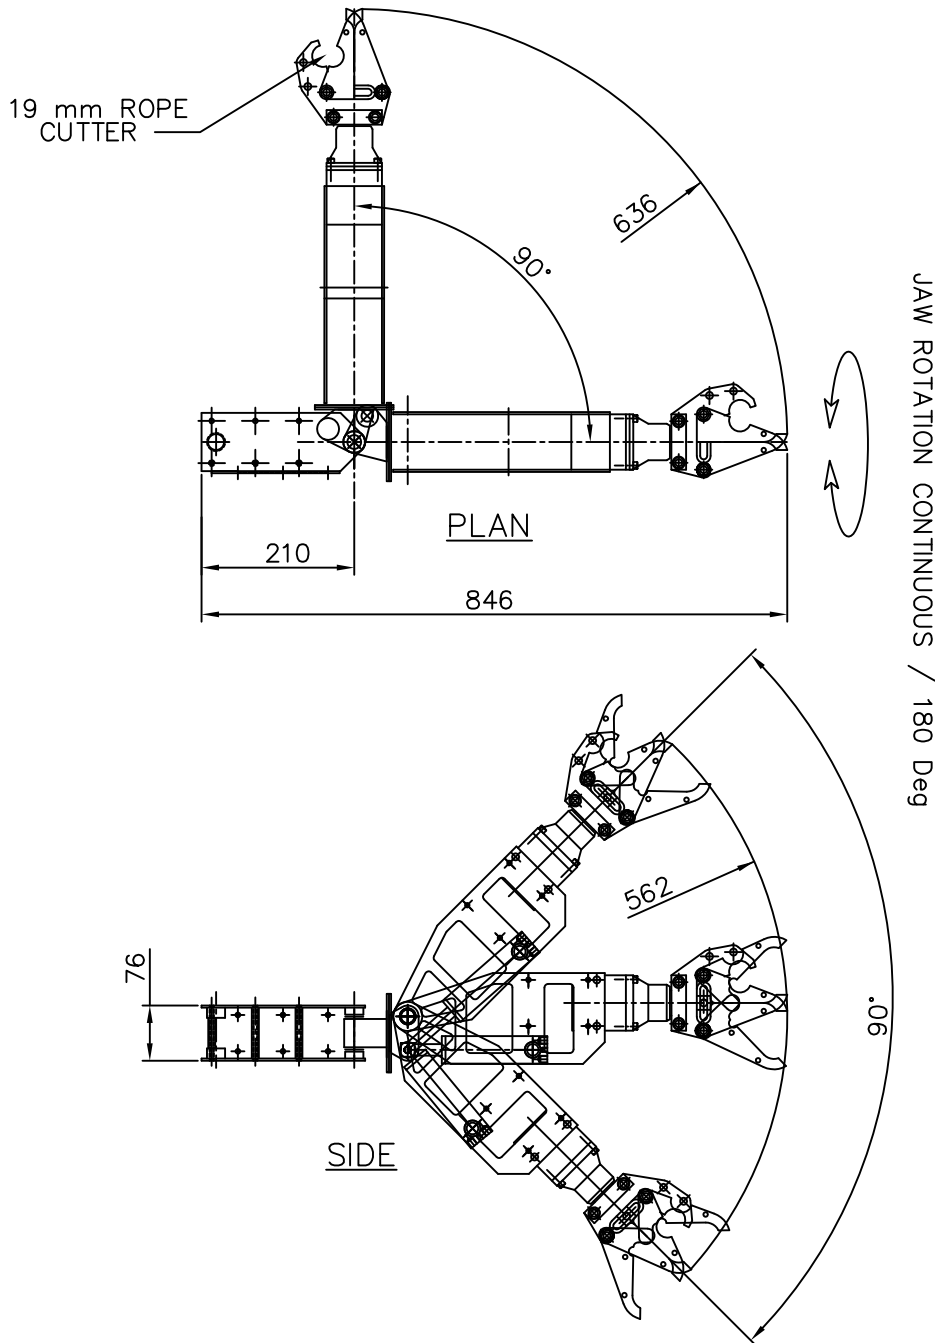 19 mm ROPE
CUTTER
636
90°
JAW ROTATION CONTINUOUS / 180 Deg
PLAN
210
846
562
76
90°
SIDE